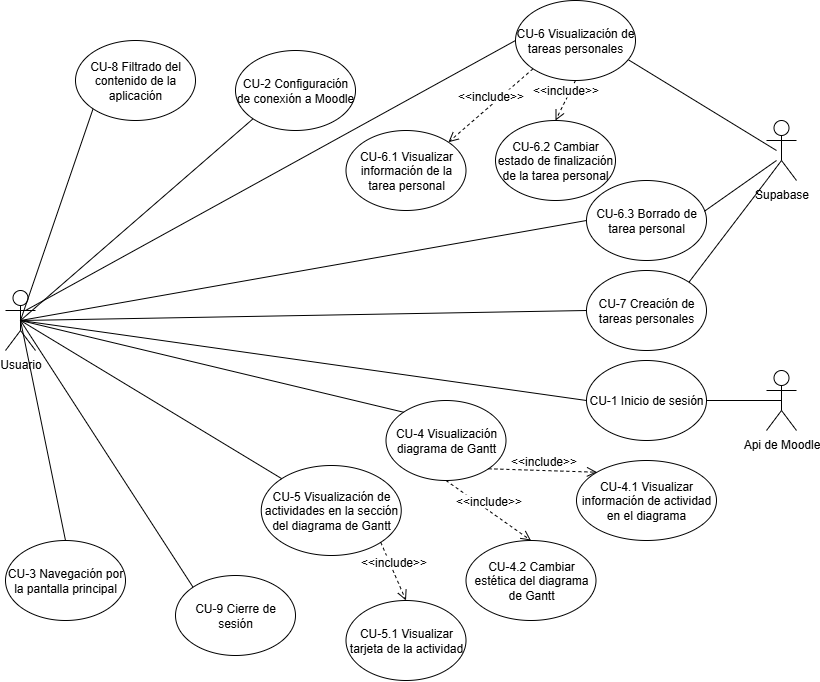 CU-6 Visualización de
tareas personales
CU-8 Filtrado del
contenido de la
aplicación
CU-2 Configuración
de conexión a Moodle
<<include>>
<<include>>
CU-6.1 Visualizar
información de la
tarea personal
CU-6.2 Cambiar
estado de finalización
de la tarea personal
Supabase
CU-6.3 Borrado de
tarea personal
CU-7 Creación de
tareas personales
Usuario
CU-1 Inicio de sesión
Api de Moodle
CU-4 Visualización
diagrama de Gantt
<<include>>
CU-4.1 Visualizar
información de actividad
en el diagrama
CU-5 Visualización de
actividades en la sección
del diagrama de Gantt
<<include>>
<<include>>
CU-4.2 Cambiar
estética del diagrama
de Gantt
CU-3 Navegación por
la pantalla principal
CU-9 Cierre de
sesión
CU-5.1 Visualizar
tarjeta de la actividad